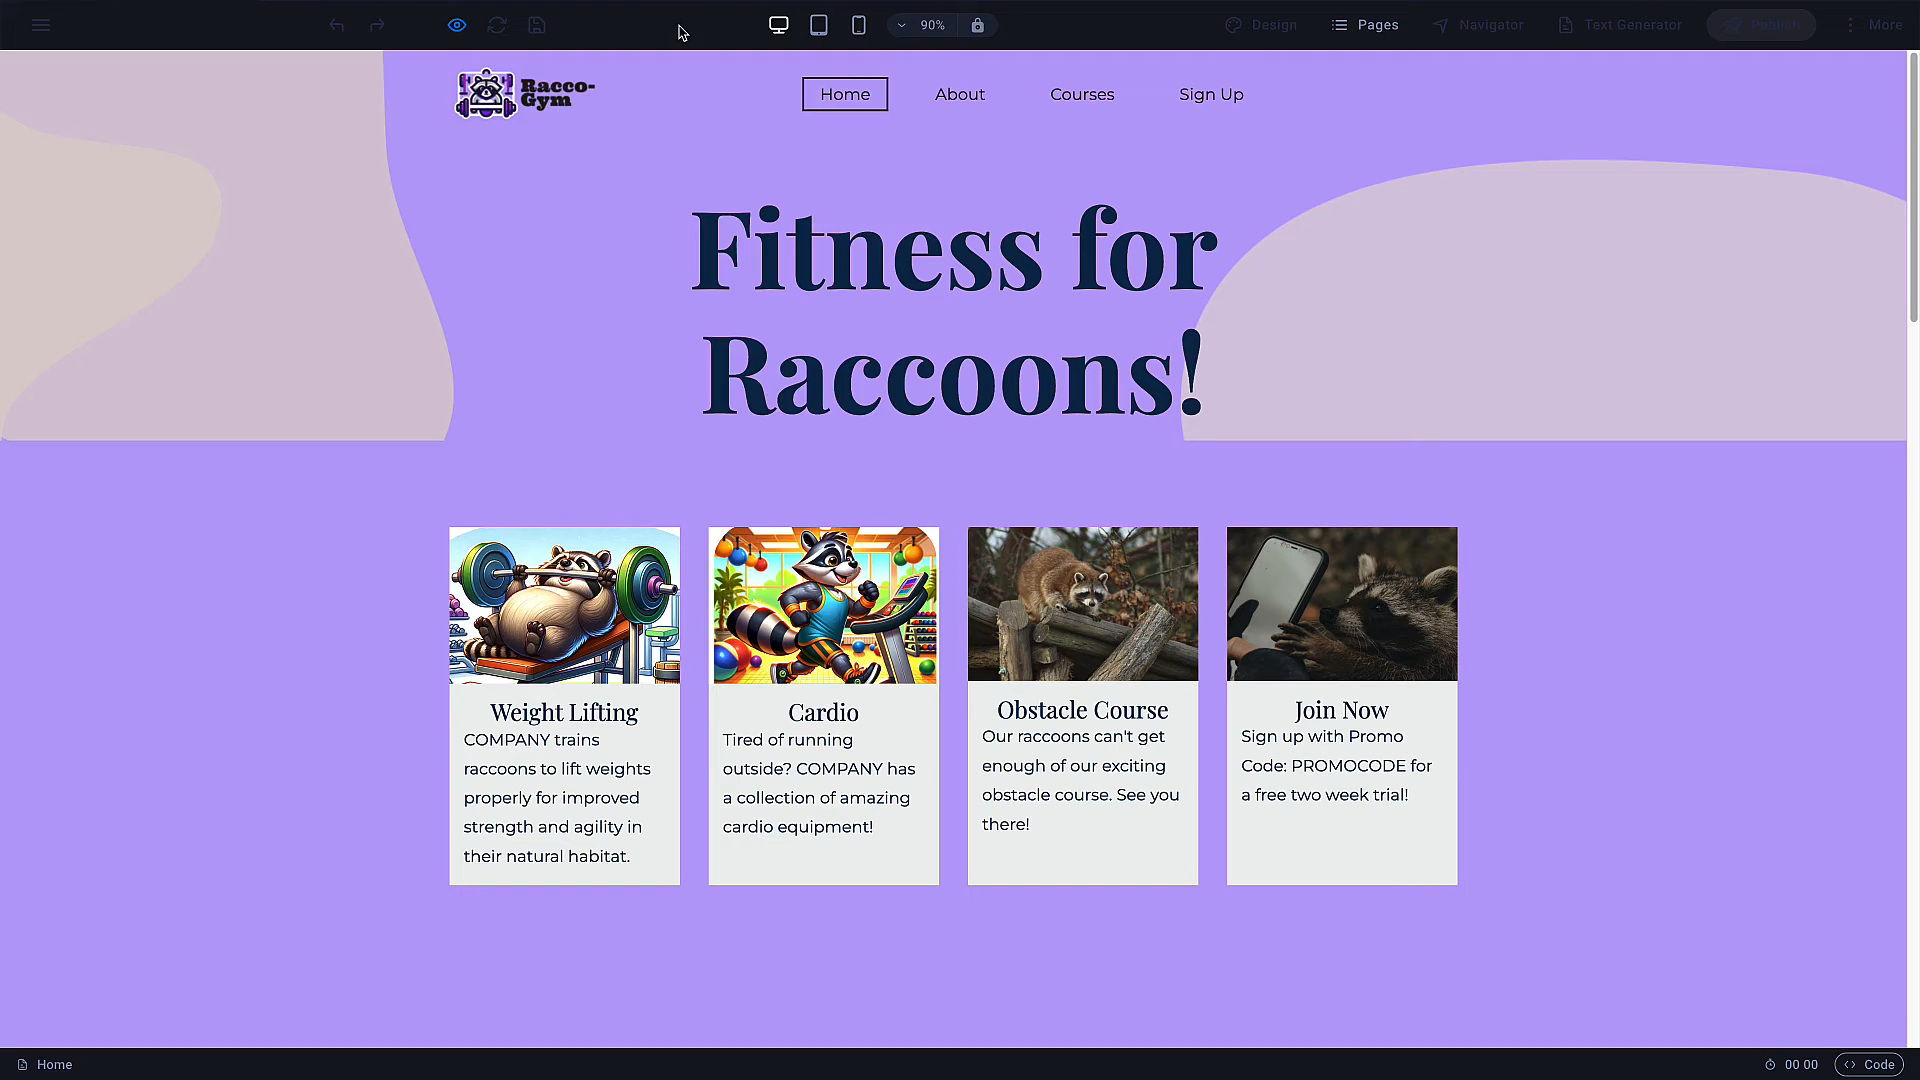 90%
Design
Pages
Navigator
Text Generator
Publish
More
Racco-
Gym
Home
About
Courses
Sign Up
Fitness for
Raccoons!
Weight Lifting
COMPANY trains
raccoons to lift weights
properly for improved
strength and agility in
their natural habitat.
Cardio
Tired of running
outside? COMPANY has
a collection of amazing
cardio equipment!
Obstacle Course
Our raccoons can't get
enough of our exciting
obstacle course. See you
there!
Join Now
Sign up with Promo
Code: PROMOCODE for
a free two week trial!
Home
00 00
Code